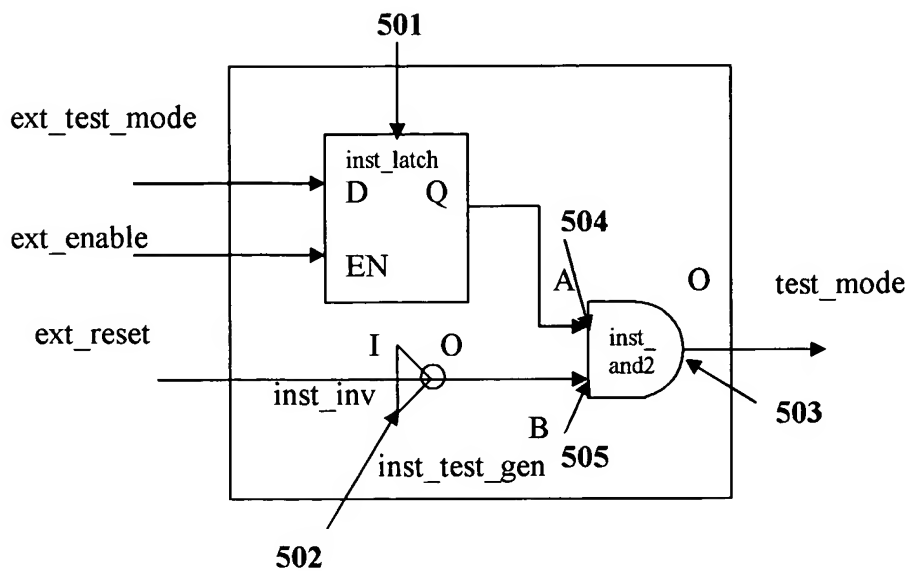 501
ext_test_mode
inst_latch
D Q
ext_enable
EN
504
A
O
test_mode
ext_reset
I O
inst_
and2
inst_inv
503
B
505
inst_test_gen
502